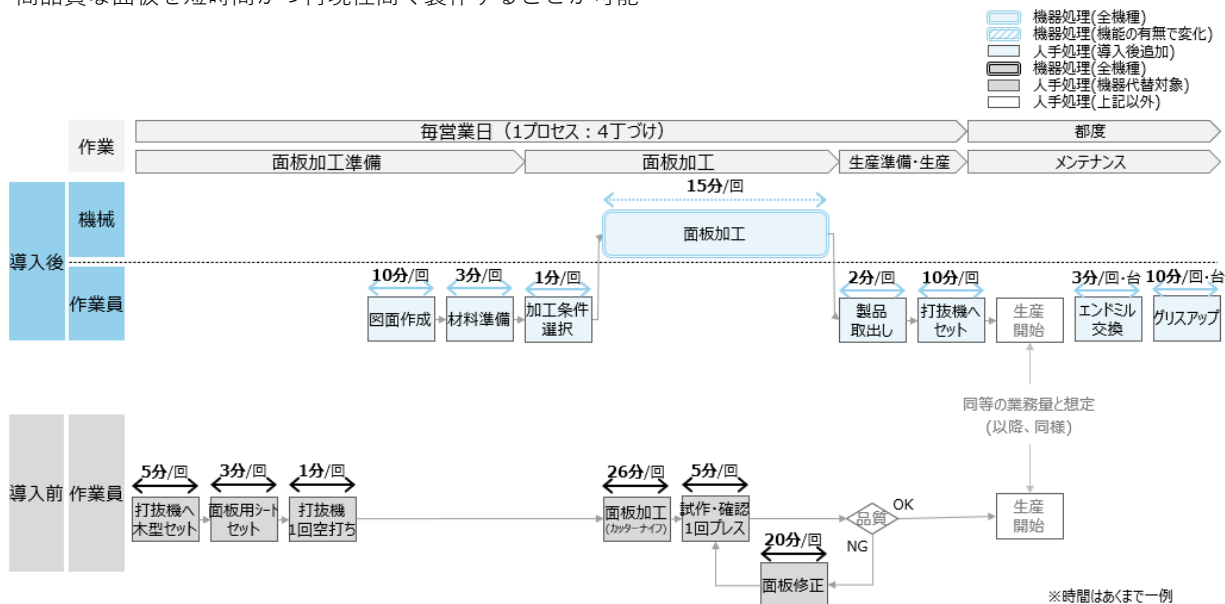 高品質な面板を短時間かつ再現性高く製作することが可能
機器処理(全機種)
機器処理(機能の有無で変化)
人手処理(導入後追加)
機器処理(全機種)
人手処理(機器代替対象)
人手処理(上記以外)
作業
毎営業日（1プロセス：4丁づけ）
都度
面板加工準備
面板加工
生産準備・生産
メンテナンス
導入後
機械
15分/回
面板加工
作業員
10分/回
3分/回
1分/回
2分/回
10分/回
3分/回・台
10分/回・台
図面作成
材料準備
加工条件
選択
製品
取出し
打抜機へ
セット
生産
開始
エンドミル
交換
グリスアップ
同等の業務量と想定
(以降、同様)
導入前
作業員
5分/回
3分/回
1分/回
26分/回
5分/回
打抜機へ
木型セット
面板用シート
セット
打抜機
1回空打ち
面板加工
(カッターナイフ)
試作・確認
1回プレス
品質
OK
NG
生産
開始
20分/回
面板修正
※時間はあくまで一例